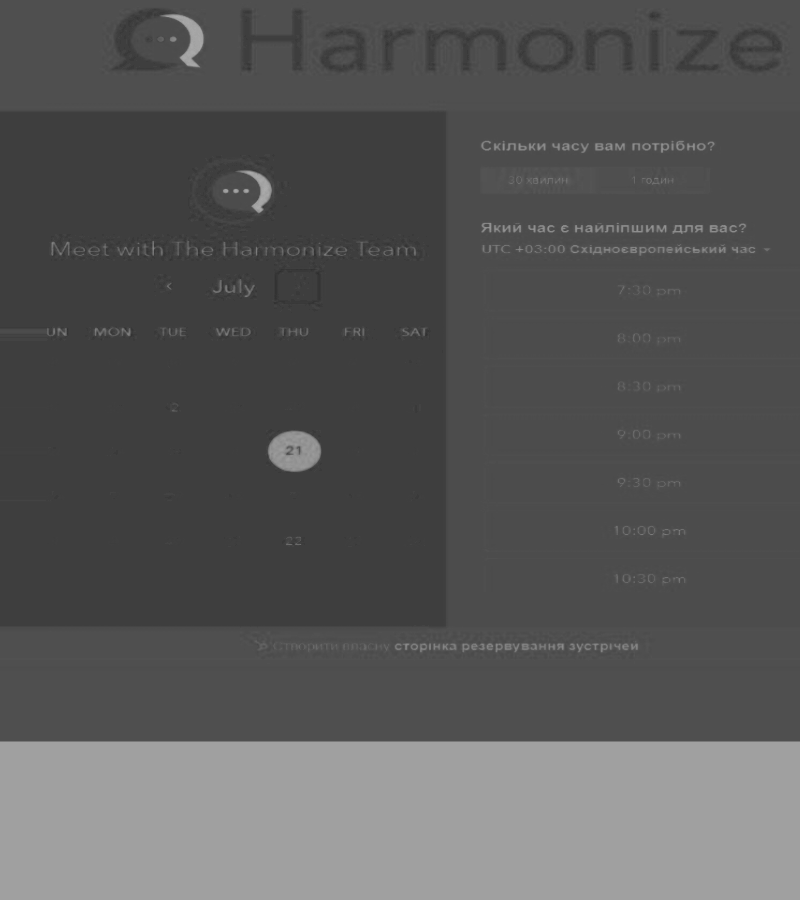 Harmonize
Meet with The Harmonize Team
July
UN MON TUE WED THU FRI SAT
2
21
22
Скільки часу вам потрібно?
30 хвилин 1 годин
Який час є найліпшим для вас?
UTC +03:00 Східноєвропейський час
7:30 pm
8:00 pm
8:30 pm
9:00 pm
9:30 pm
10:00 pm
10:30 pm
Створити власну сторінка резервування зустрічей